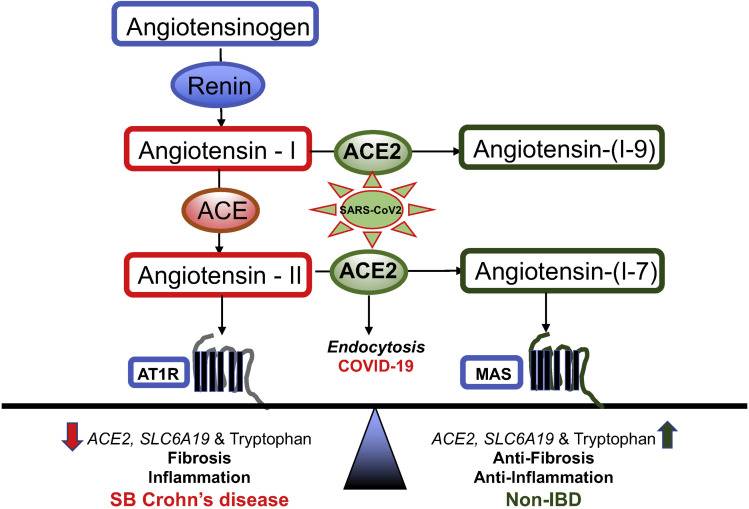 Angiotensinogen
Renin
Angiotensin - I
ACE2
Angiotensin-(I-9)
ACE
SARS-CoV2
Angiotensin - II
ACE2
Angiotensin-(I-7)
Endocytosis
COVID-19
AT1R
MAS
ACE2, SLC6A19 & Tryptophan
Fibrosis
Inflammation
SB Crohn's disease
ACE2, SLC6A19 & Tryptophan
Anti-Fibrosis
Anti-Inflammation
Non-IBD